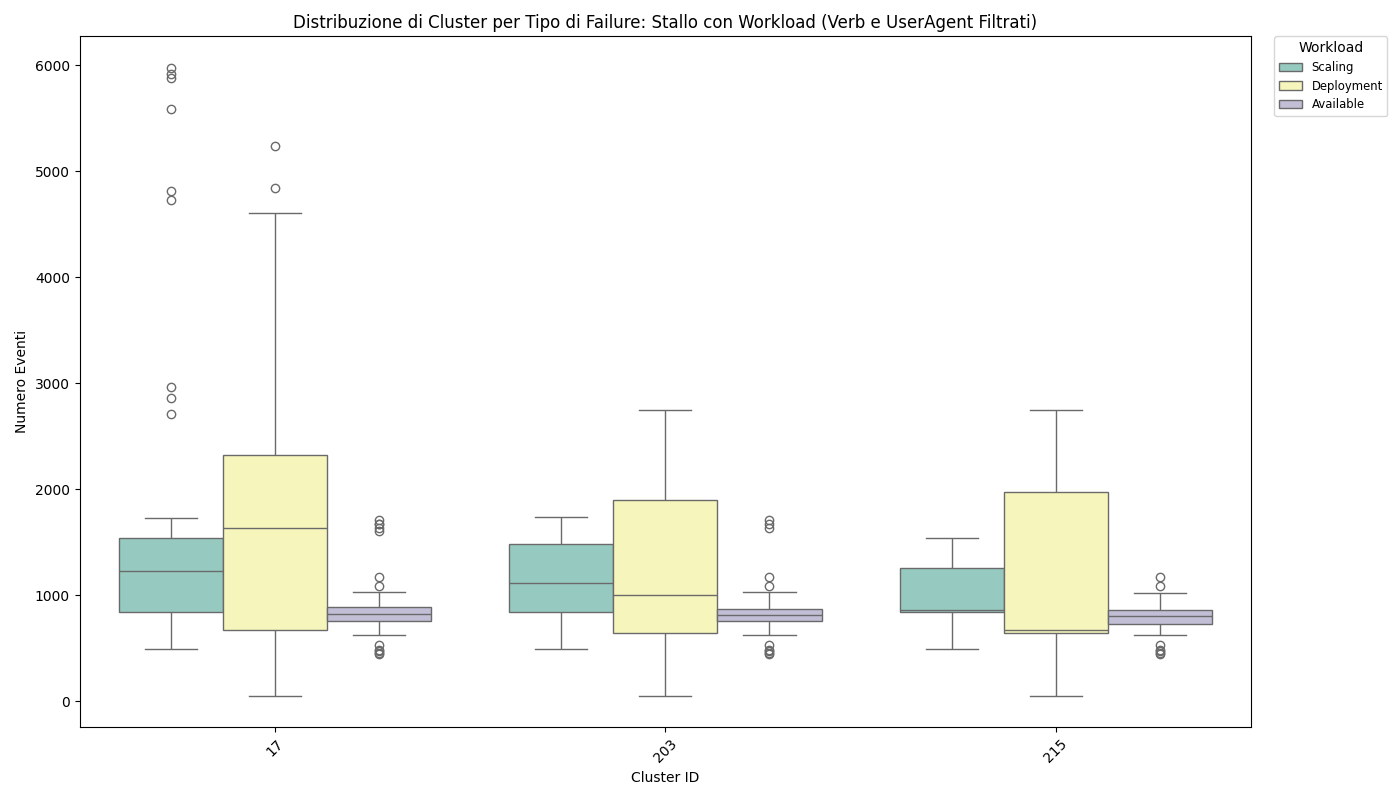 Distribuzione di Cluster per Tipo di Failure: Stallo con Workload (Verb e UserAgent Filtrati)
Workload
Scaling
Deployment
Available
Numero Eventi
6000
5000
4000
3000
2000
1000
0
17
203
215
Cluster ID